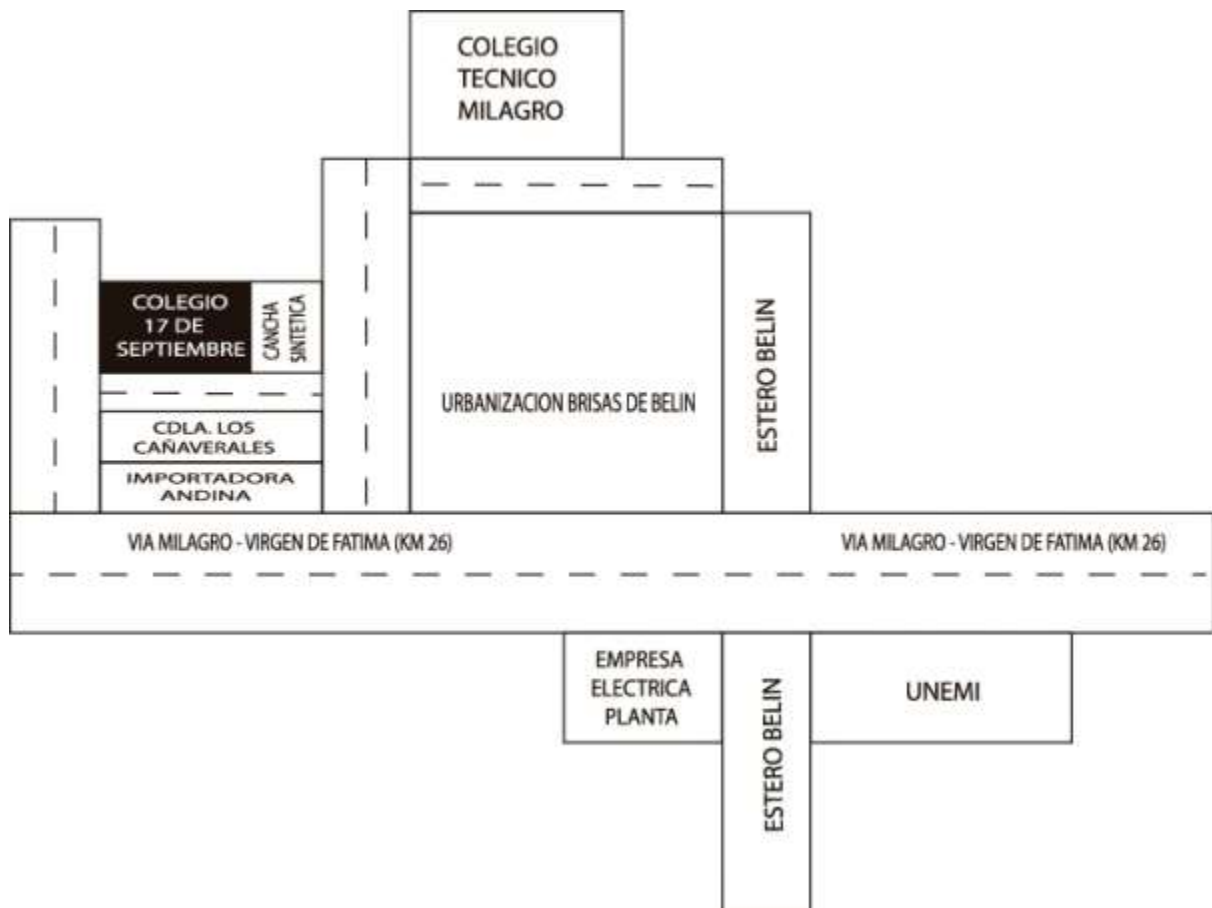 COLEGIO
TECNICO
MILAGRO
COLEGIO
17 DE
SEPTIEMBRE
CANCHA
SINTETICA
CDLA. LOS
CAÑAVERALES
IMPORTADORA
ANDINA
URBANIZACION BRISAS DE BELIN
ESTERO BELIN
VIA MILAGRO - VIRGEN DE FATIMA (KM 26)
VIA MILAGRO - VIRGEN DE FATIMA (KM 26)
EMPRESA
ELECTRICA
PLANTA
ESTERO BELIN
UNEMI